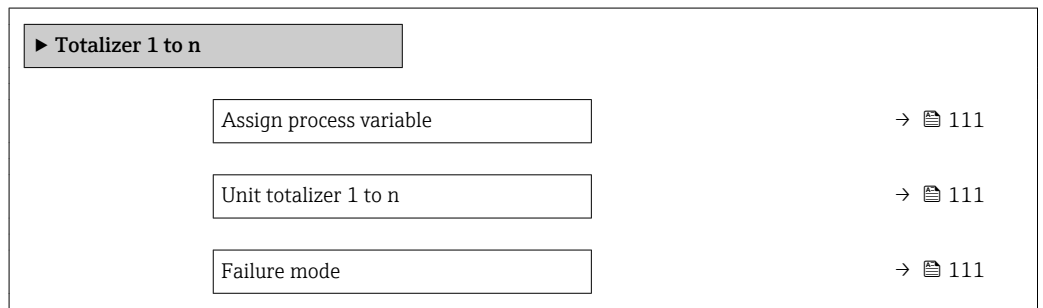 ▶ Totalizer 1 to n
Assign process variable → 111
Unit totalizer 1 to n → 111
Failure mode → 111